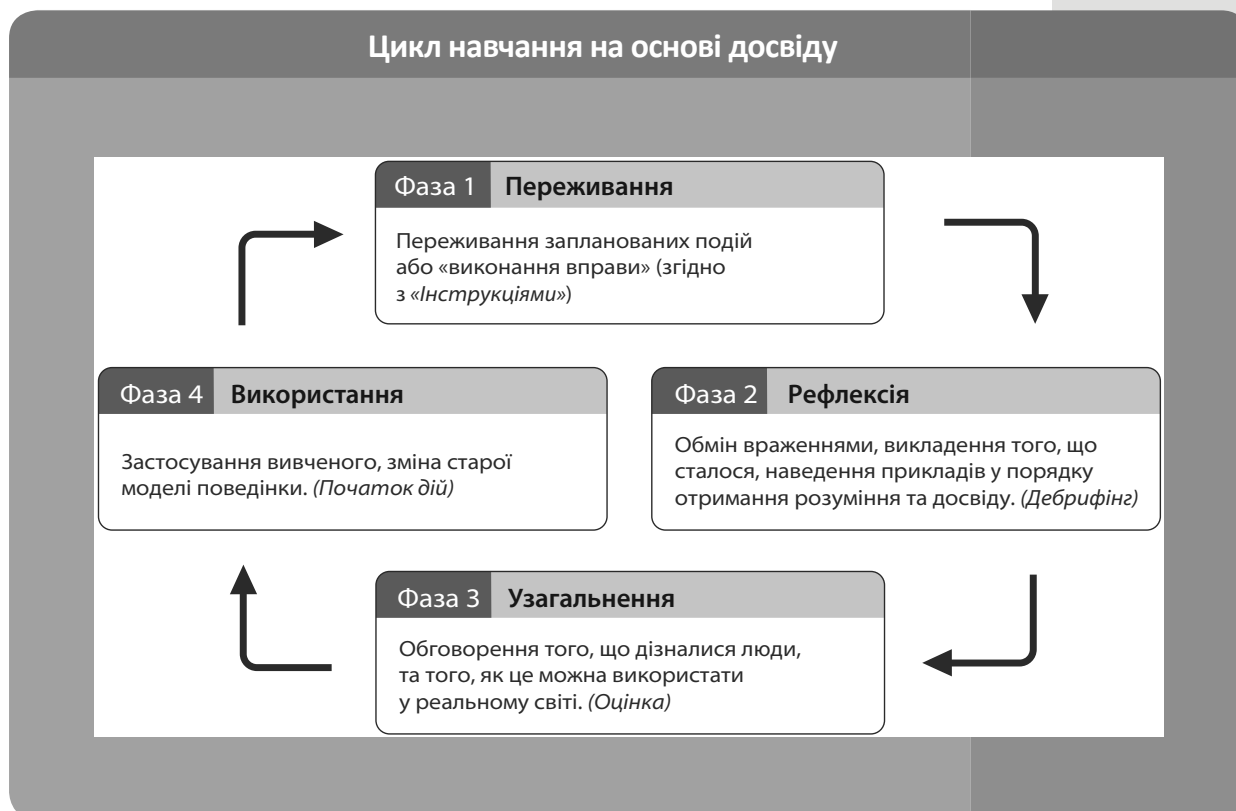 Цикл навчання на основі досвіду
Фаза 1 Переживання
Переживання запланованих подій
або «виконання вправи» (згідно
з «Інструкціями»)
Фаза 2 Рефлексія
Обмін враженнями, викладення того, що
сталося, наведення прикладів у порядку
отримання розуміння та досвіду. (Дебрифінг)
Фаза 3 Узагальнення
Обговорення того, що дізналися люди,
та того, як це можна використати
у реальному світі. (Оцінка)
Фаза 4 Використання
Застосування вивченого, зміна старої
моделі поведінки. (Початок дій)